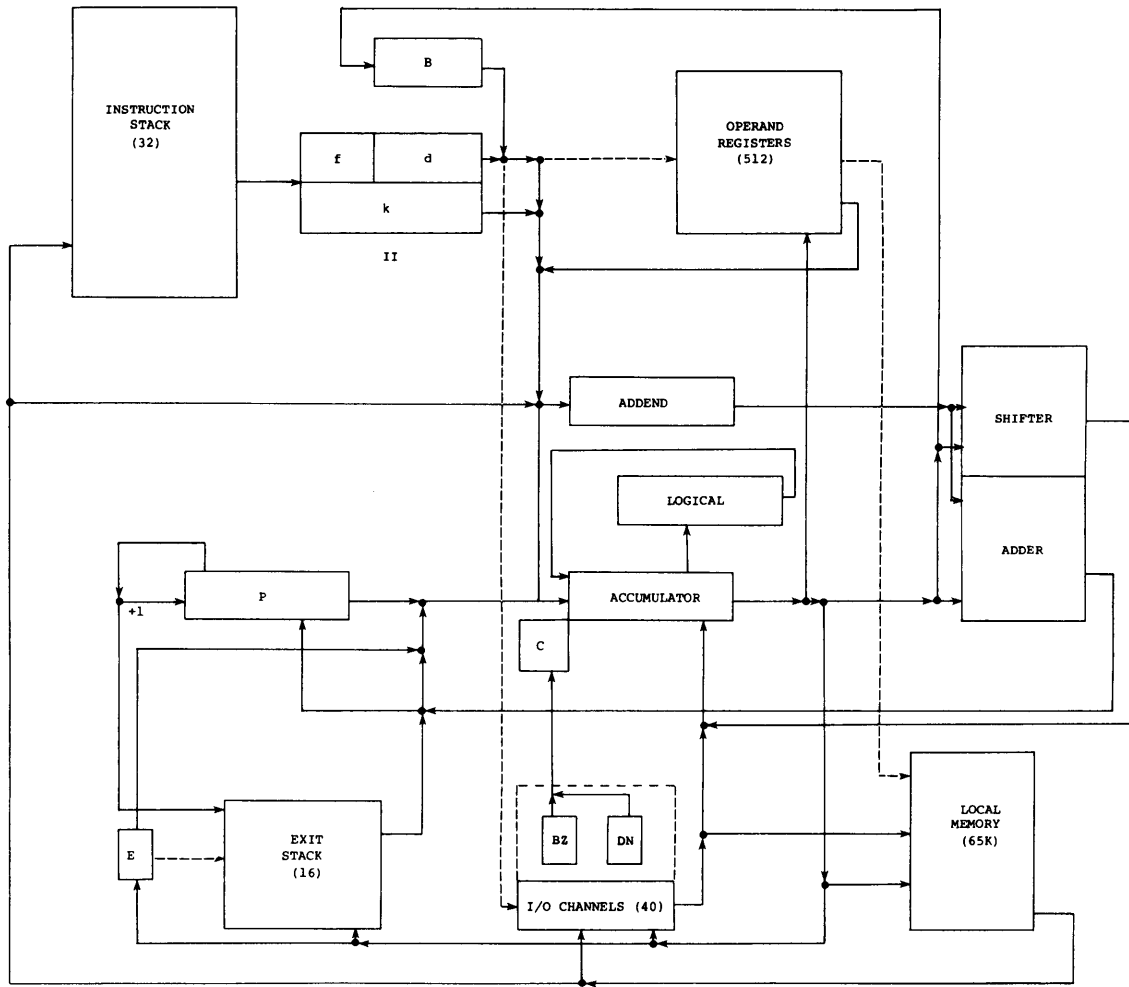 B
INSTRUCTION
STACK
(32)
OPERAND
REGISTERS
(512)
f
d
k
II
ADDEND
SHIFTER
LOGICAL
ADDER
P
+1
ACCUMULATOR
C
EXIT
STACK
(16)
E
BZ
DN
LOCAL
MEMORY
(65K)
I/O CHANNELS (40)